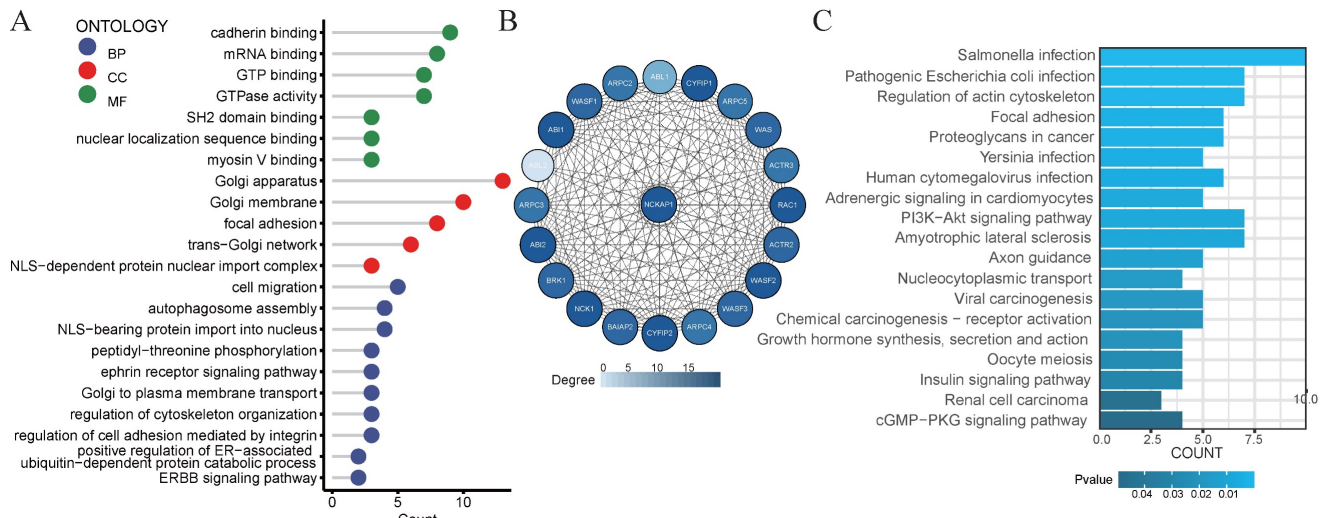 A
ONTOLOGY
BP
CC
MF
cadherin binding
mRNA binding
GTP binding
GTPase activity
SH2 domain binding
nuclear localization sequence binding
myosin V binding
Golgi apparatus
Golgi membrane
focal adhesion
trans−Golgi network
NLS−dependent protein nuclear import complex
cell migration
autophagosome assembly
NLS−bearing protein import into nucleus
peptidyl−threonine phosphorylation
ephrin receptor signaling pathway
Golgi to plasma membrane transport
regulation of cytoskeleton organization
regulation of cell adhesion mediated by integrin
positive regulation of ER−associated
ubiquitin−dependent protein catabolic process
ERBB signaling pathway
0 5 10
Count
B
ABL1
CYFIP1
ARPC5
WAS
ACTR3
RAC1
ACTR2
WASF2
WASF3
ARPC4
CYFIP2
BAIAP2
NCK1
BRK1
ABI2
ARPC3
ABI1
WASF1
ARPC2
NCKAP1
Degree 0 5 10 15
C
Salmonella infection
Pathogenic Escherichia coli infection
Regulation of actin cytoskeleton
Focal adhesion
Proteoglycans in cancer
Yersinia infection
Human cytomegalovirus infection
Adrenergic signaling in cardiomyocytes
PI3K−Akt signaling pathway
Amyotrophic lateral sclerosis
Axon guidance
Nucleocytoplasmic transport
Viral carcinogenesis
Chemical carcinogenesis − receptor activation
Growth hormone synthesis, secretion and action
Oocyte meiosis
Insulin signaling pathway
Renal cell carcinoma
cGMP−PKG signaling pathway
0.0 2.5 5.0 7.5 10.0
COUNT
Pvalue 0.04 0.03 0.02 0.01